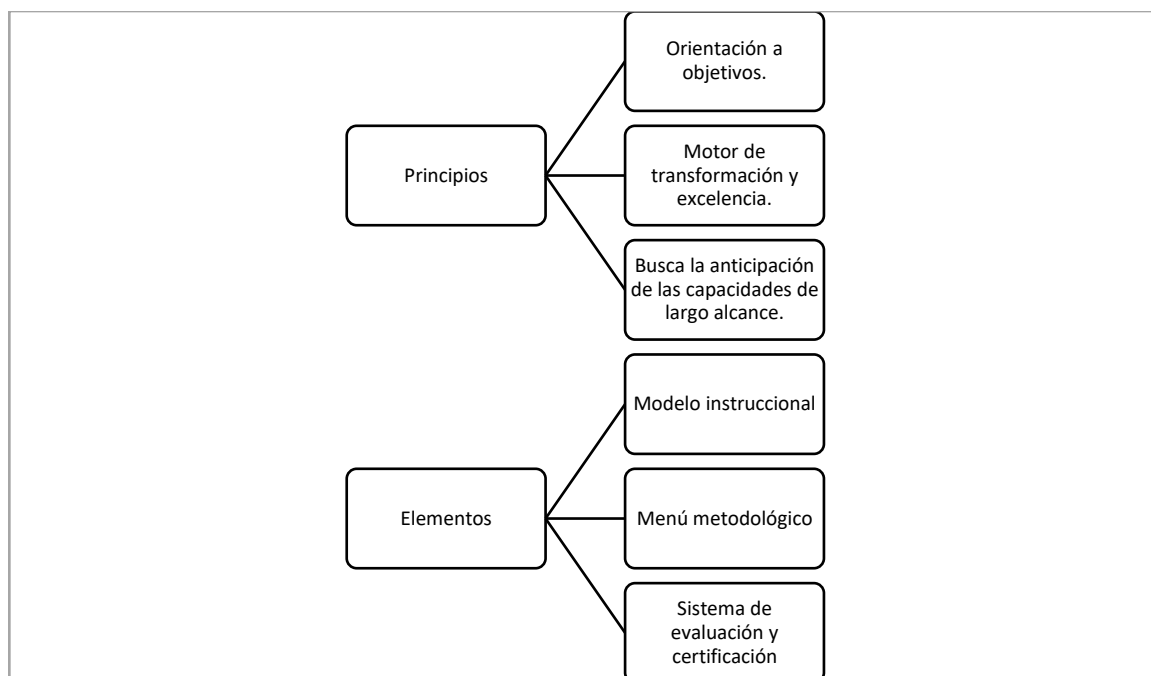 Orientación a
objetivos.
Principios
Motor de
transformación y
excelencia.
Busca la anticipación
de las capacidades de
largo alcance.
Modelo instruccional
Elementos
Menú metodológico
Sistema de
evaluación y
certificación